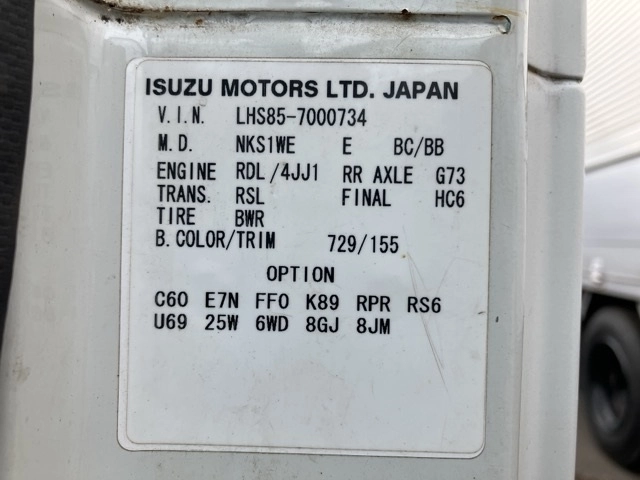 ISUZU MOTORS LTD. JAPAN
V.I.N. LHS85-7000734
M.D. NKS1WE E BC/BB
ENGINE RDL/4JJ1 RR AXLE G73
TRANS. RSL FINAL HC6
TIRE BWR
B.COLOR/TRIM 729/155
OPTION
C60 E7N FF0 K89 RPR RS6
U69 25W 6WD 8GJ 8JM